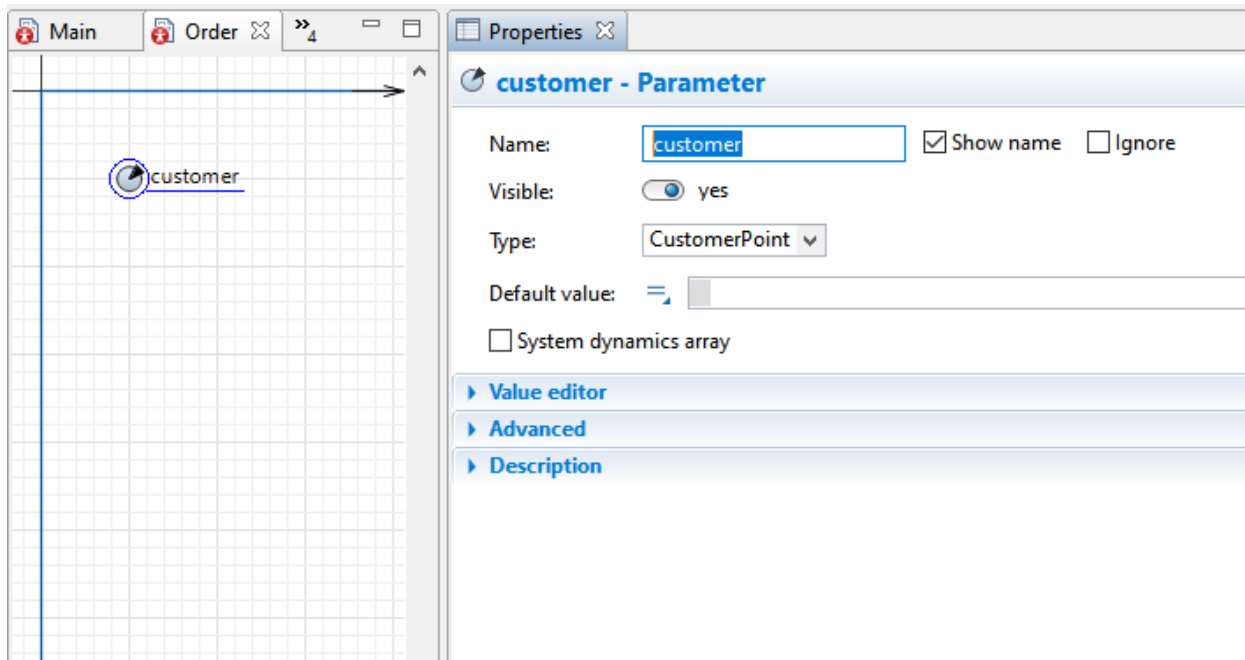 Main
Order
»4
Properties
customer - Parameter
customer
Name:
customer
Show name
Ignore
Visible:
yes
Type:
CustomerPoint
Default value:
System dynamics array
Value editor
Advanced
Description